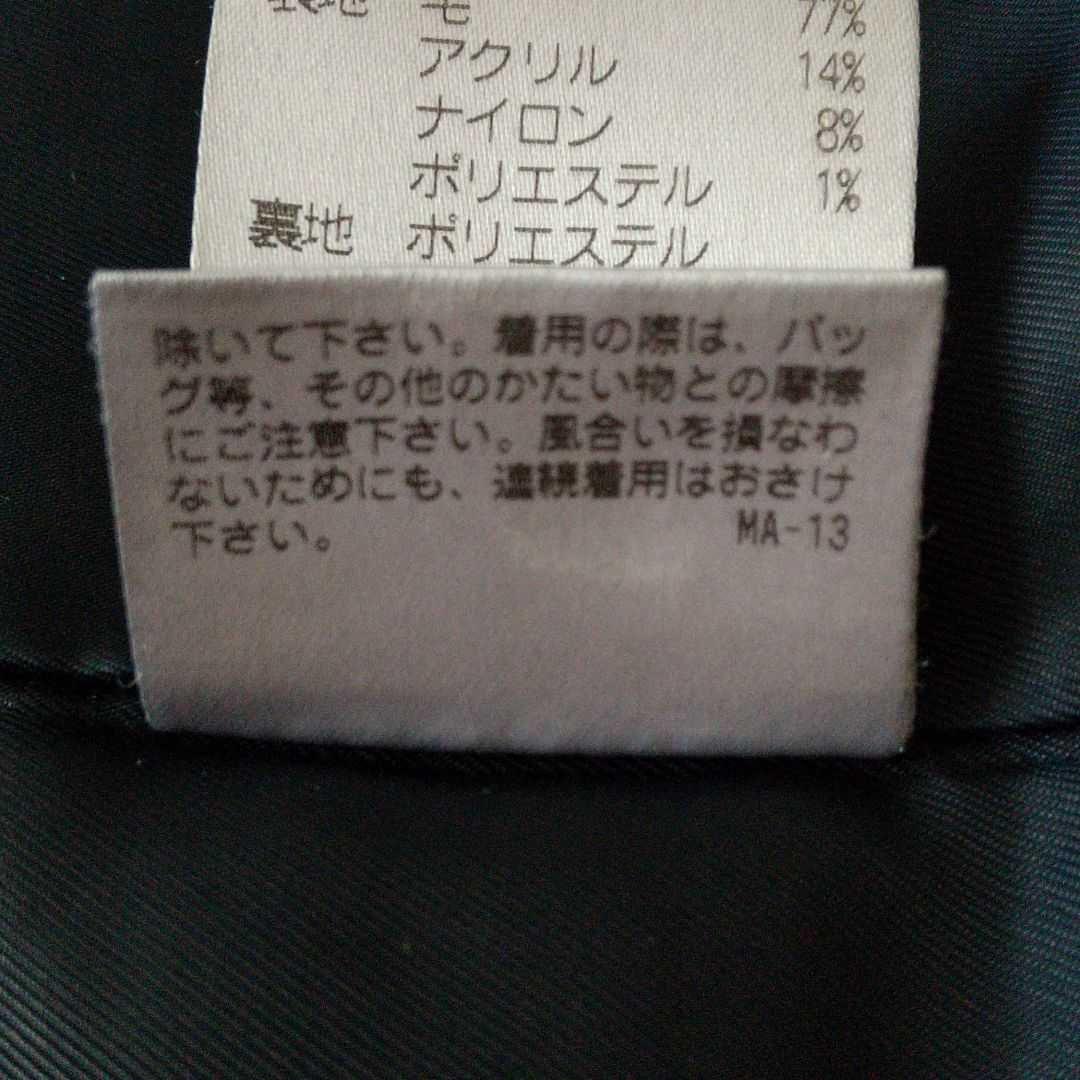 表地 毛 77%
アクリル 14%
ナイロン 8%
ポリエステル 1%
裏地 ポリエステル
除いて下さい。着用の際は、バッ
グ等、その他のかたい物との摩擦
にご注意下さい。風合いを損なわ
ないためにも、連続着用はおさけ
下さい。 MA-13